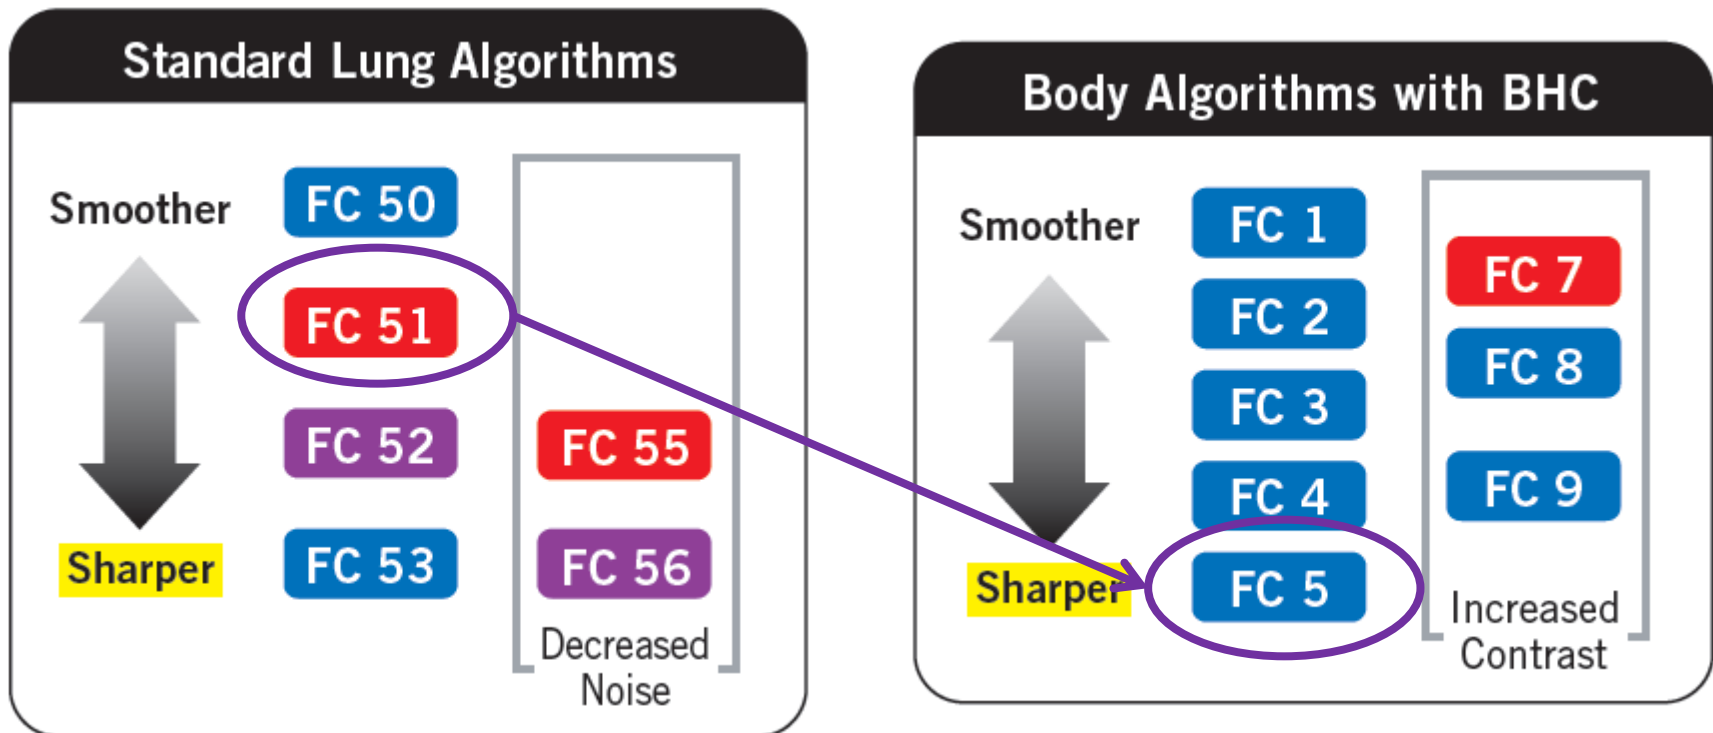 Standard Lung Algorithms
Smoother
FC 50
FC 51
FC 52
FC 55
Sharper
FC 53
FC 56
Decreased
Noise
Body Algorithms with BHC
Smoother
FC 1
FC 7
FC 2
FC 8
FC 3
FC 4
FC 9
Sharper
FC 5
Increased
Contrast